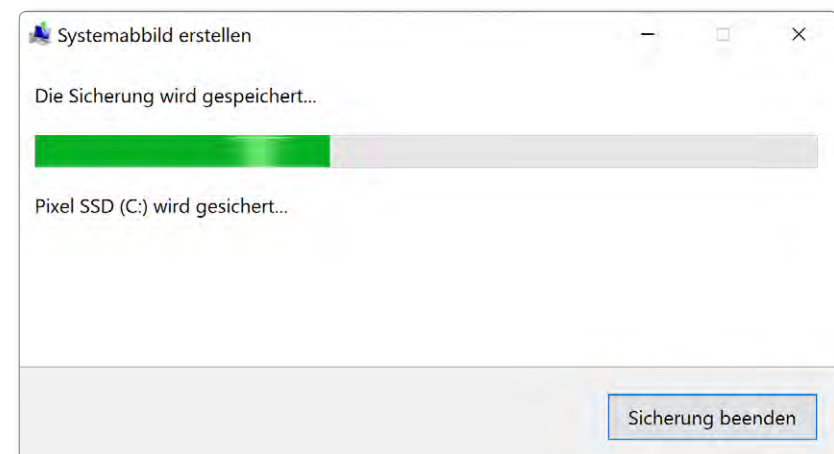 Systemabbild erstellen
Die Sicherung wird gespeichert...
Pixel SSD (C:) wird gesichert...
Sicherung beenden